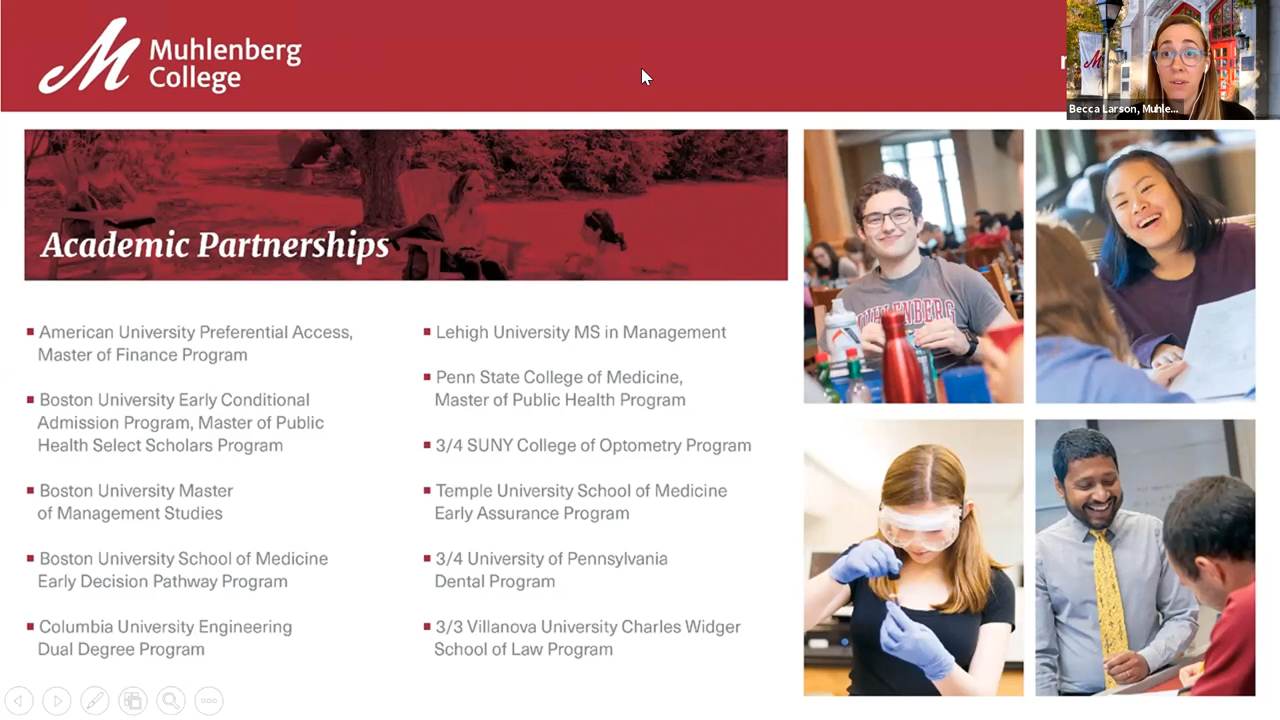 Muhlenberg
College
Becca Larson, Muhle...
Academic Partnerships
American University Preferential Access,
Master of Finance Program
Boston University Early Conditional
Admission Program, Master of Public
Health Select Scholars Program
Boston University Master
of Management Studies
Boston University School of Medicine
Early Decision Pathway Program
Columbia University Engineering
Dual Degree Program
Lehigh University MS in Management
Penn State College of Medicine,
Master of Public Health Program
3/4 SUNY College of Optometry Program
Temple University School of Medicine
Early Assurance Program
3/4 University of Pennsylvania
Dental Program
3/3 Villanova University Charles Widger
School of Law Program
MUHLENBERG